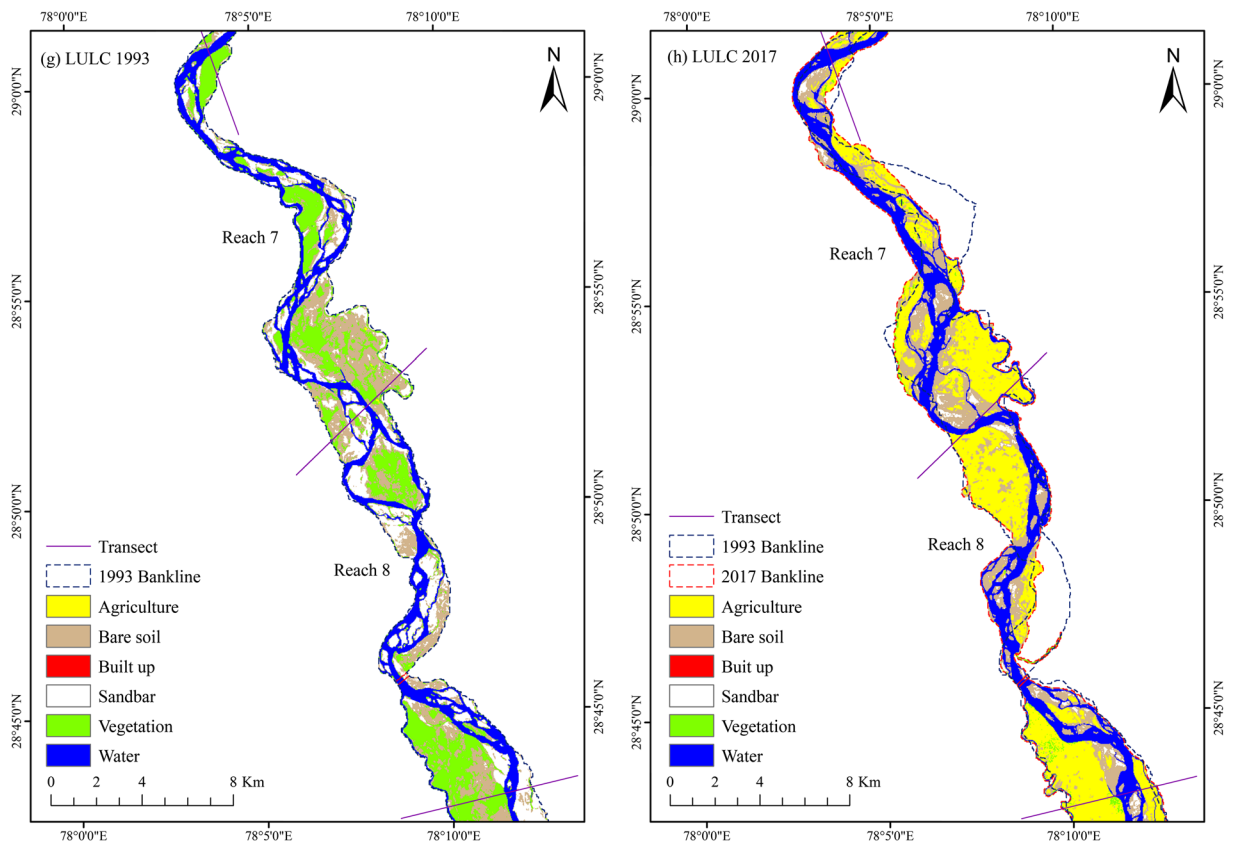 78°0'0"E 78°5'0"E 78°10'0"E
(g) LULC 1993
N
29°0'0"N
29°0'0"N
Reach 7
28°55'0"N
28°55'0"N
Reach 8
28°50'0"N
28°50'0"N
Transect
1993 Bankline
Agriculture
Bare soil
Built up
Sandbar
Vegetation
Water
28°45'0"N
28°45'0"N
0 2 4 8 Km
78°0'0"E 78°5'0"E 78°10'0"E
78°0'0"E 78°5'0"E 78°10'0"E
(h) LULC 2017
N
29°0'0"N
29°0'0"N
Reach 7
28°55'0"N
28°55'0"N
28°50'0"N
28°50'0"N
Reach 8
Transect
1993 Bankline
2017 Bankline
Agriculture
Bare soil
Buit up
Sandbar
Vegetation
Water
28°45'0"N
28°45'0"N
0 2 4 8 Km
78°0'0"E 78°5'0"E 78°10'0"E